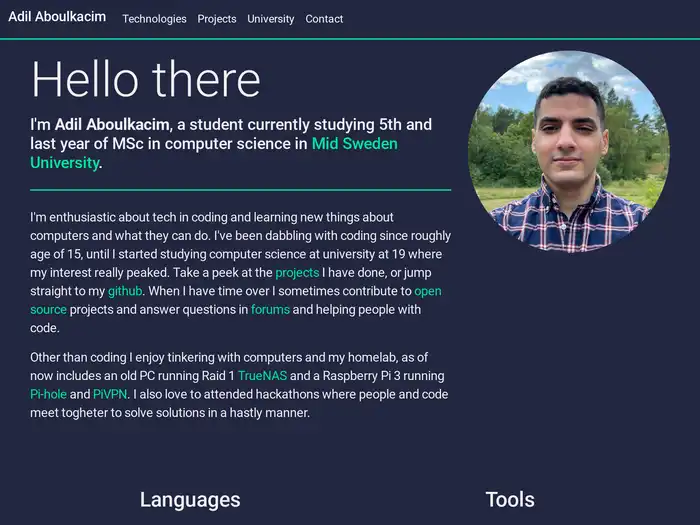 Adil Aboulkacim Technologies Projects University Contact
Hello there
I'm Adil Aboulkacim, a student currently studying 5th and
last year of MSc in computer science in Mid Sweden
University.
I'm enthusiastic about tech in coding and learning new things about
computers and what they can do. I've been dabbling with coding since roughly
age of 15, until I started studying computer science at university at 19 where
my interest really peaked. Take a peek at the projects I have done, or jump
straight to my github. When I have time over I sometimes contribute to open
source projects and answer questions in forums and helping people with
code.
Other than coding I enjoy tinkering with computers and my homelab, as of
now includes an old PC running Raid 1 TrueNAS and a Raspberry Pi 3 running
Pi-hole and PiVPN. I also love to attended hackathons where people and code
meet togheter to solve solutions in a hastly manner.
Languages Tools